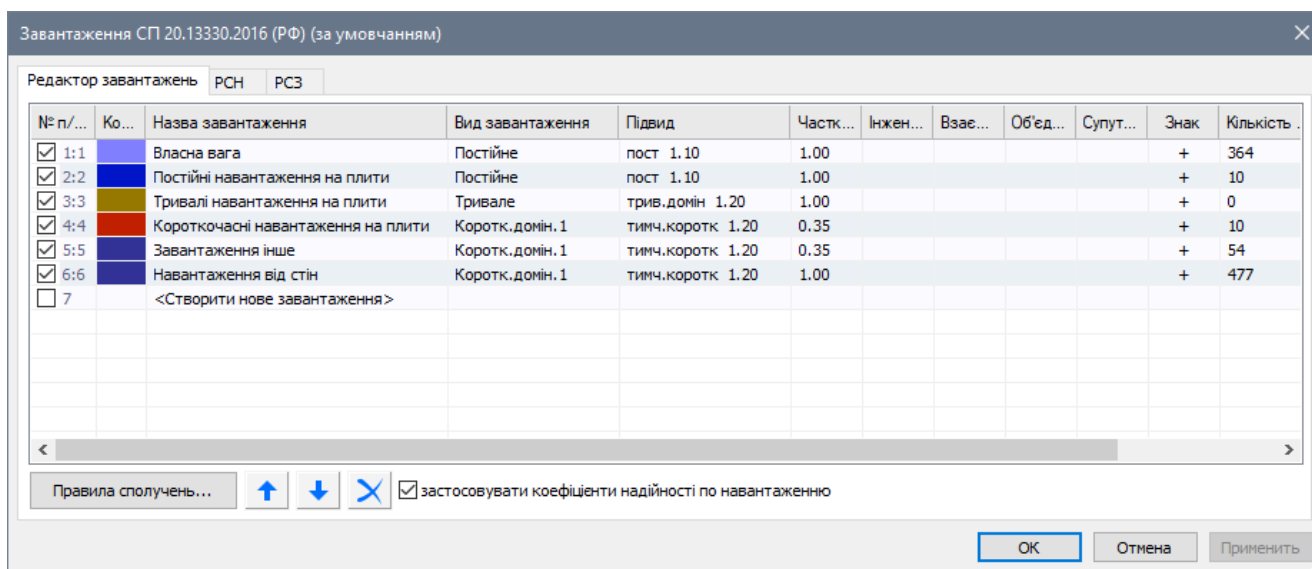 Завантаження СП 20.13330.2016 (РФ) (за умовчанням)
Редактор завантажень РСН РСЗ
№ п/... Ко... Назва завантаження Вид завантаження Підвид Частк... Інжен... Взає... Об'єд... Супут... Знак Кількість .
1:1 Власна вага Постійне пост 1.10 1.00 + 364
2:2 Постійні навантаження на плити Постійне пост 1.10 1.00 + 10
3:3 Тривалі навантаження на плити Тривале трив.домін 1.20 1.00 + 0
4:4 Короткочасні навантаження на плити Коротк.домін.1 тимч.коротк 1.20 0.35 + 10
5:5 Завантаження інше Коротк.домін.1 тимч.коротк 1.20 0.35 + 54
6:6 Навантаження від стін Коротк.домін.1 тимч.коротк 1.20 1.00 + 477
7 <Створити нове завантаження>
Правила сполучень... застосовувати коефіцієнти надійності по навантаженню
ОК Отмена Применить